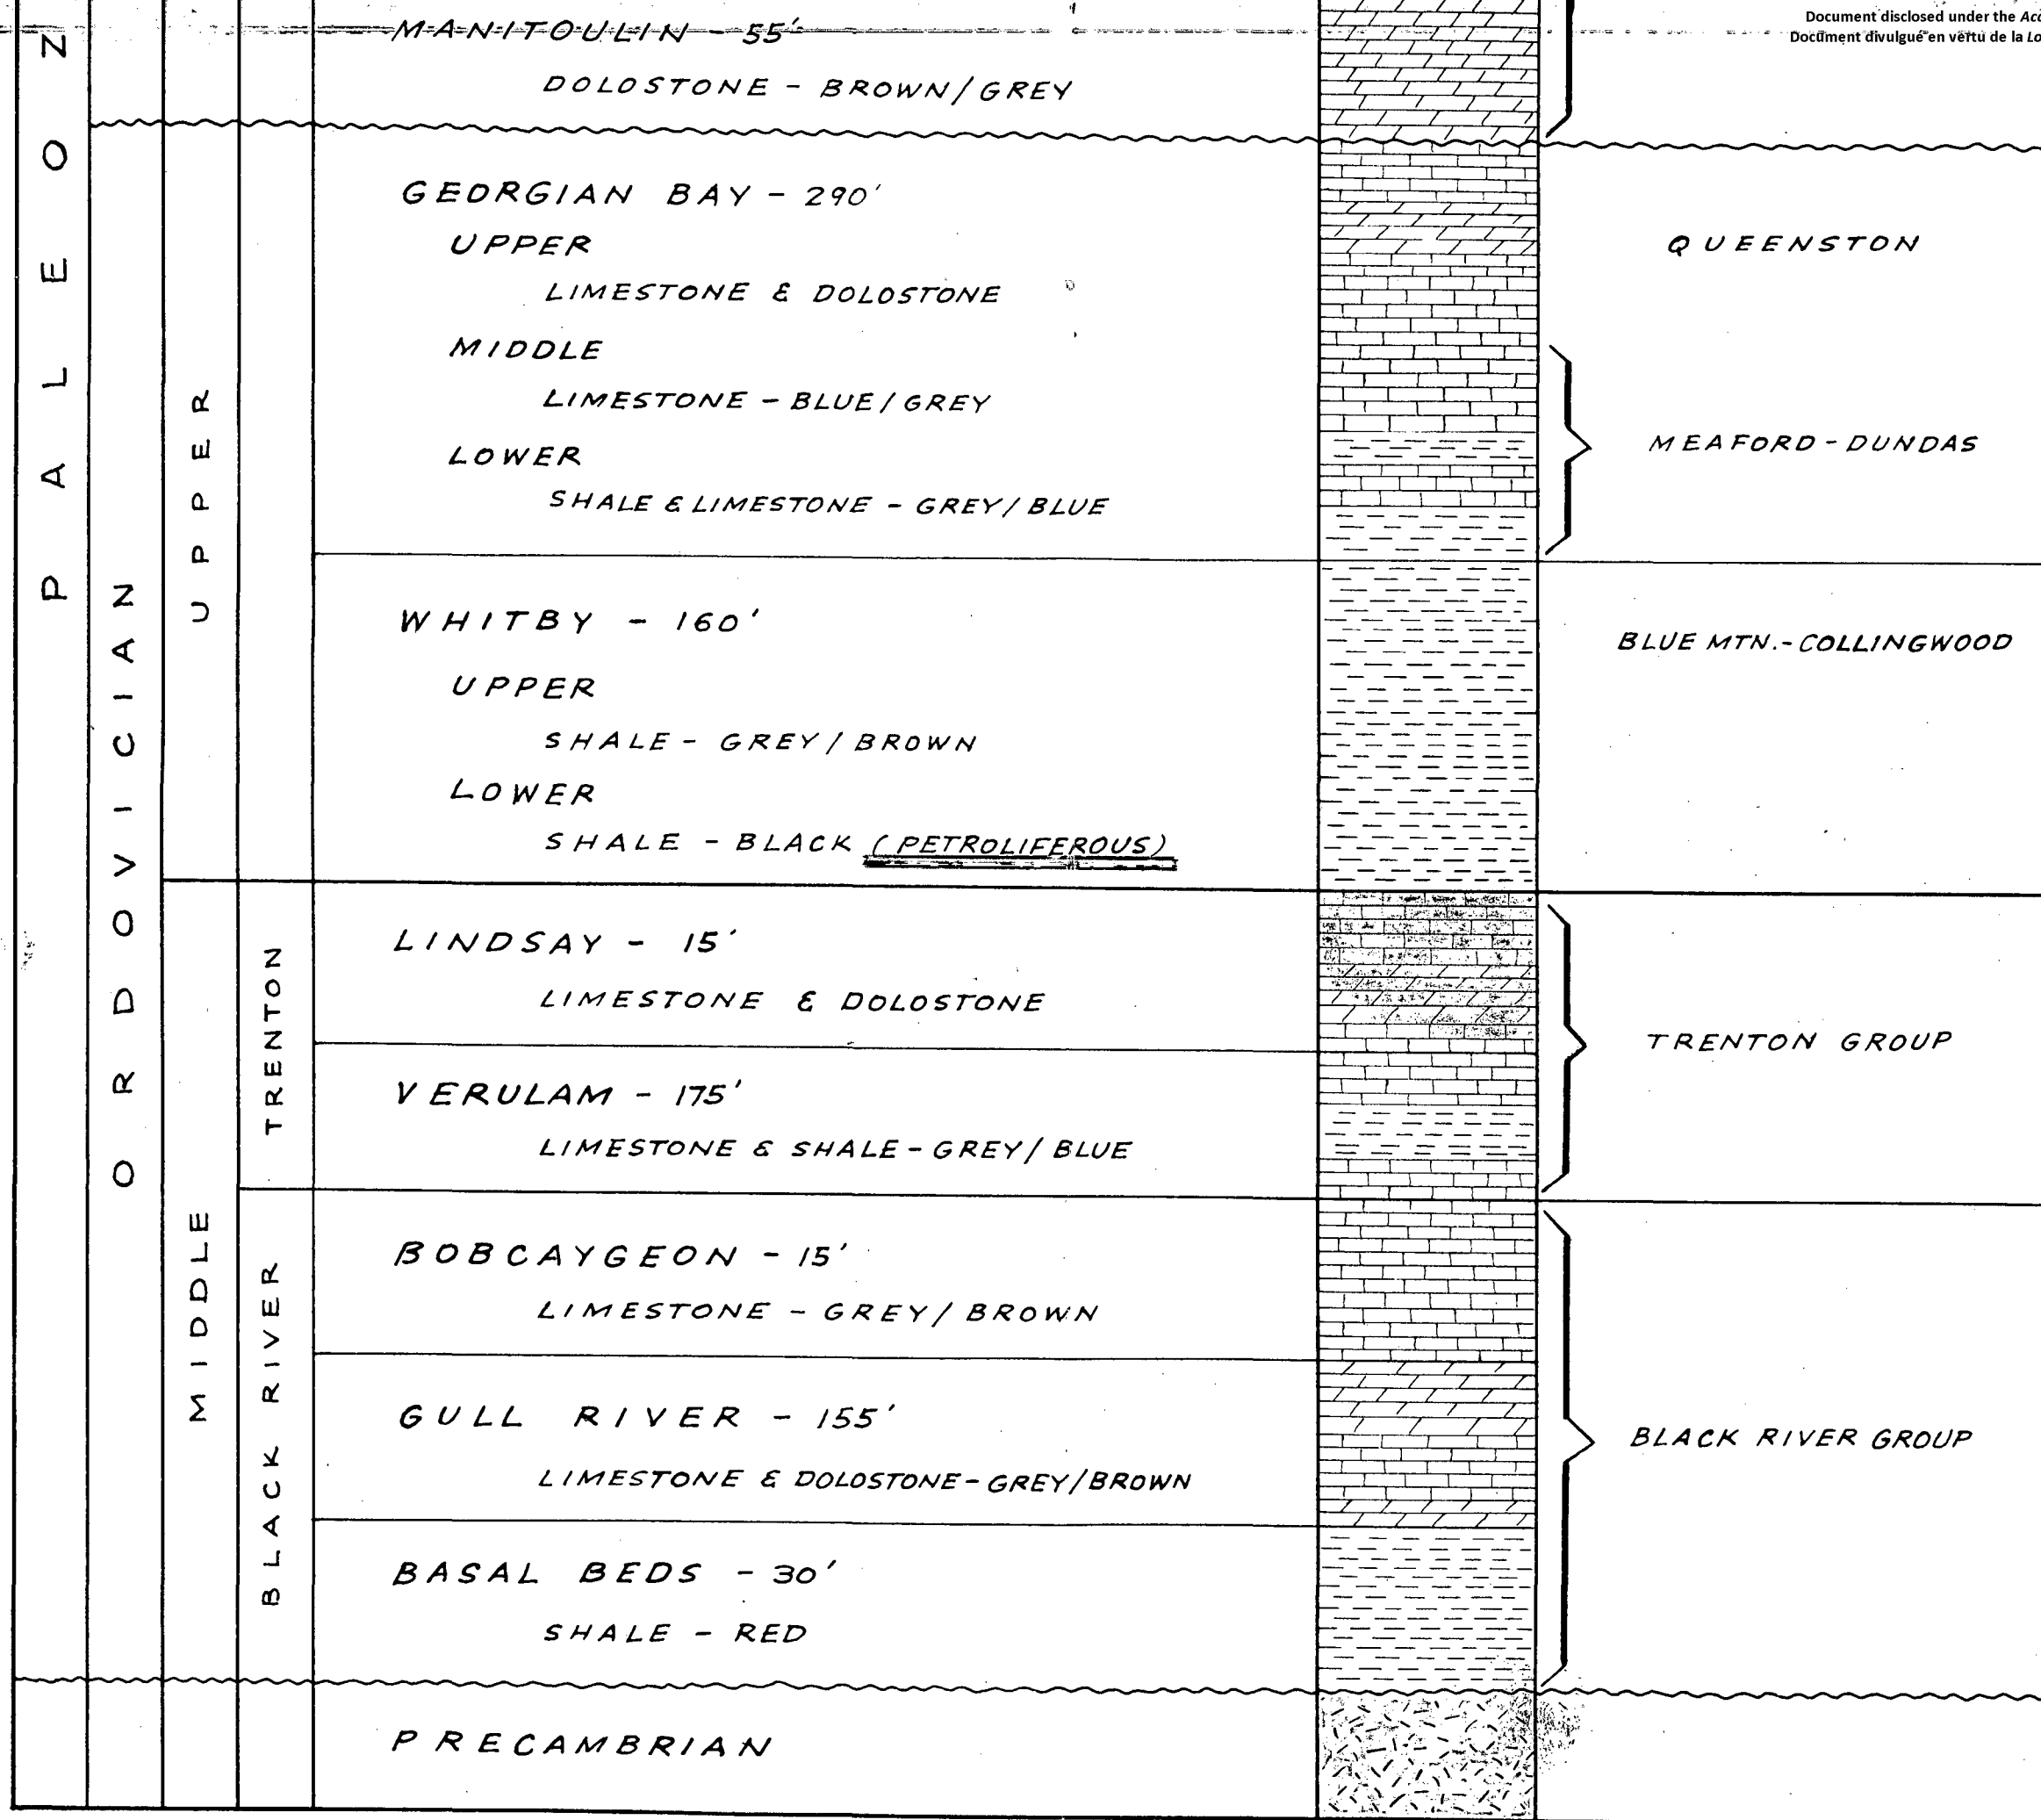 Document disclosed under the
Document divulgué en vertu de la
MANITOULIN - 55'
DOLOSTONE - BROWN/GREY
GEORGIAN BAY - 290'
UPPER
LIMESTONE & DOLOSTONE
MIDDLE
LIMESTONE - BLUE/GREY
LOWER
SHALE & LIMESTONE - GREY/BLUE
QUEENSTON
MEAFORD - DUNDAS
WHITBY - 160'
UPPER
SHALE - GREY/BROWN
LOWER
SHALE - BLACK (PETROLIFEROUS)
BLUE MTN.-COLLINGWOOD
LINDSAY - 15'
LIMESTONE & DOLOSTONE
VERULAM - 175'
LIMESTONE & SHALE - GREY/BLUE
TRENTON GROUP
BOBCAYGEON - 15'
LIMESTONE - GREY/BROWN
GULL RIVER - 155'
LIMESTONE & DOLOSTONE - GREY/BROWN
BASAL BEDS - 30'
SHALE - RED
BLACK RIVER GROUP
PRECAMBRIAN
PALEOZ
ORDOVICIAN
UPPER
MIDDLE
TRENTON
BLACK RIVER